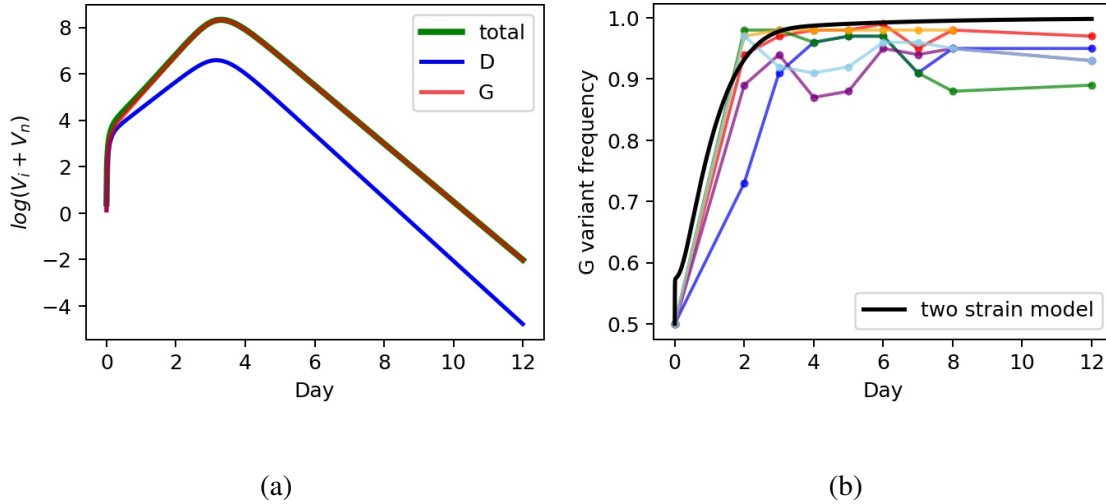 8
6
4
2
0
−2
−4
log(V_i + V_n)
total
D
G
0 2 4 6 8 10 12
Day
(a)
1.0
0.9
0.8
0.7
0.6
0.5
G variant frequency
two strain model
0 2 4 6 8 10 12
Day
(b)